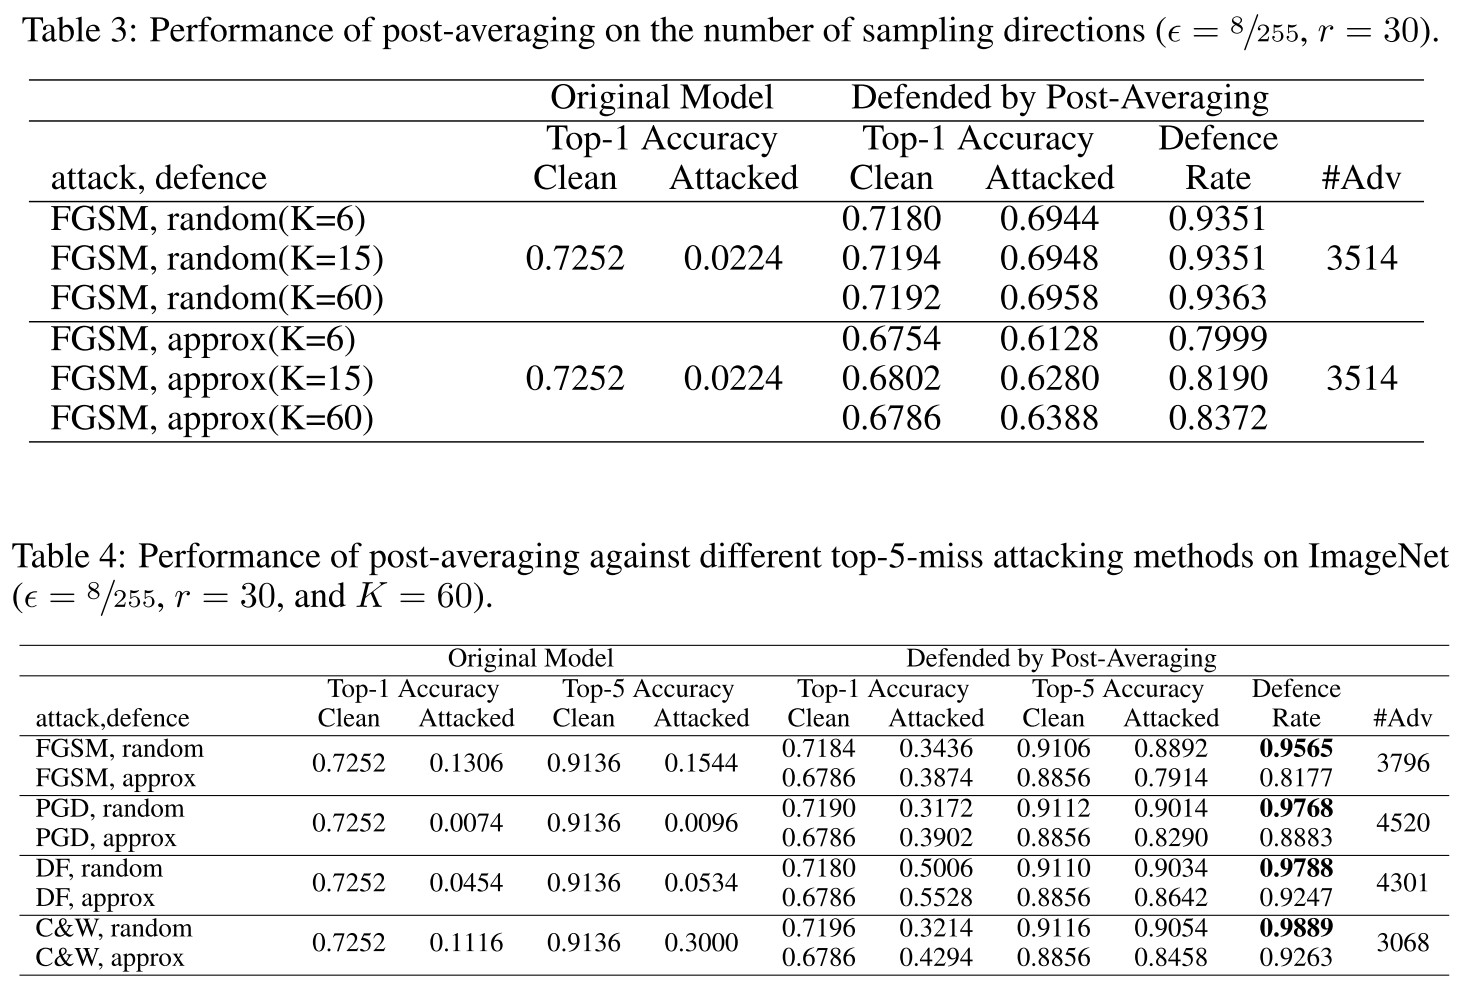 Table 3: Performance of post-averaging on the number of sampling directions (ϵ = 8/255, r = 30).
Original Model Defended by Post-Averaging
Top-1 Accuracy Top-1 Accuracy Defence
attack, defence Clean Attacked Clean Attacked Rate #Adv
FGSM, random(K=6) 0.7180 0.6944 0.9351
FGSM, random(K=15) 0.7252 0.0224 0.7194 0.6948 0.9351 3514
FGSM, random(K=60) 0.7192 0.6958 0.9363
FGSM, approx(K=6) 0.6754 0.6128 0.7999
FGSM, approx(K=15) 0.7252 0.0224 0.6802 0.6280 0.8190 3514
FGSM, approx(K=60) 0.6786 0.6388 0.8372
Table 4: Performance of post-averaging against different top-5-miss attacking methods on ImageNet
(ϵ = 8/255, r = 30, and K = 60).
Original Model Defended by Post-Averaging
Top-1 Accuracy Top-5 Accuracy Top-1 Accuracy Top-5 Accuracy Defence
attack,defence Clean Attacked Clean Attacked Clean Attacked Clean Attacked Rate #Adv
FGSM, random 0.7184 0.3436 0.9106 0.8892 0.9565
0.7252 0.1306 0.9136 0.1544 3796
FGSM, approx 0.6786 0.3874 0.8856 0.7914 0.8177
PGD, random 0.7190 0.3172 0.9112 0.9014 0.9768
0.7252 0.0074 0.9136 0.0096 4520
PGD, approx 0.6786 0.3902 0.8856 0.8290 0.8883
DF, random 0.7180 0.5006 0.9110 0.9034 0.9788
0.7252 0.0454 0.9136 0.0534 4301
DF, approx 0.6786 0.5528 0.8856 0.8642 0.9247
C&W, random 0.7196 0.3214 0.9116 0.9054 0.9889
0.7252 0.1116 0.9136 0.3000 3068
C&W, approx 0.6786 0.4294 0.8856 0.8458 0.9263